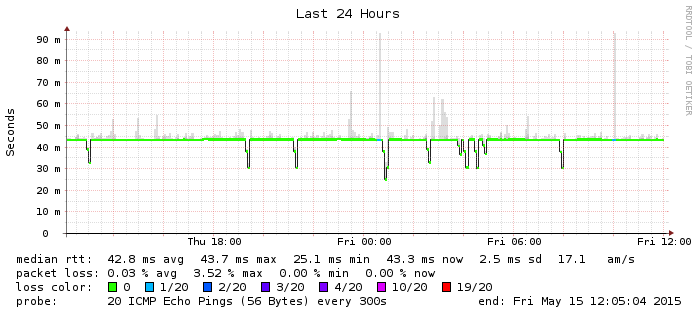 Last 24 Hours
RRDTOOL / TOBI OETIKER
Seconds
90 m
80 m
70 m
60 m
50 m
40 m
30 m
20 m
10 m
0
Thu 18:00 Fri 00:00 Fri 06:00 Fri 12:00
median rtt: 42.8 ms avg 43.7 ms max 25.1 ms min 43.3 ms now 2.5 ms sd 17.1 am/s
packet loss: 0.03 % avg 3.52 % max 0.00 % min 0.00 % now
loss color: 0 1/20 2/20 3/20 4/20 10/20 19/20
probe: 20 ICMP Echo Pings (56 Bytes) every 300s end: Fri May 15 12:05:04 2015